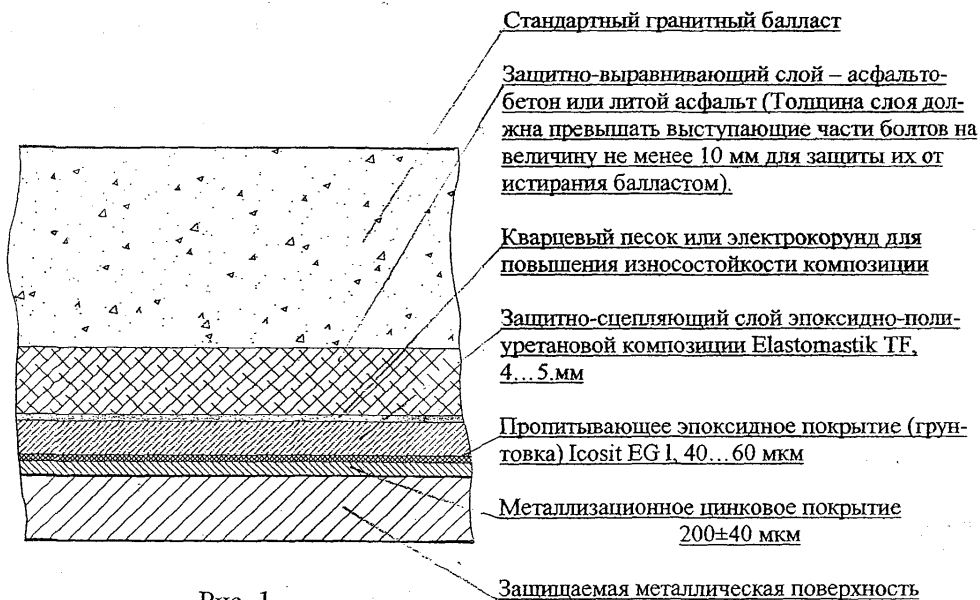 Стандартный гранитный балласт
Защитно-выравнивающий слой – асфальто-
бетон или литой асфальт (Толщина слоя дол-
жна превышать выступающие части болтов на
величину не менее 10 мм для защиты их от
истирания балластом).
Кварцевый песок или электрокорунд для
повышения износостойкости композиции
Защитно-сцепляющий слой эпоксидно-поли-
уретановой композиции Elastomastik TF,
4…5.мм
Пропитывающее эпоксидное покрытие (грун-
товка) Icosit EG 1, 40…60 мкм
Металлизационное цинковое покрытие
200±40 мкм
Защищаемая металлическая поверхность
Рис. 1